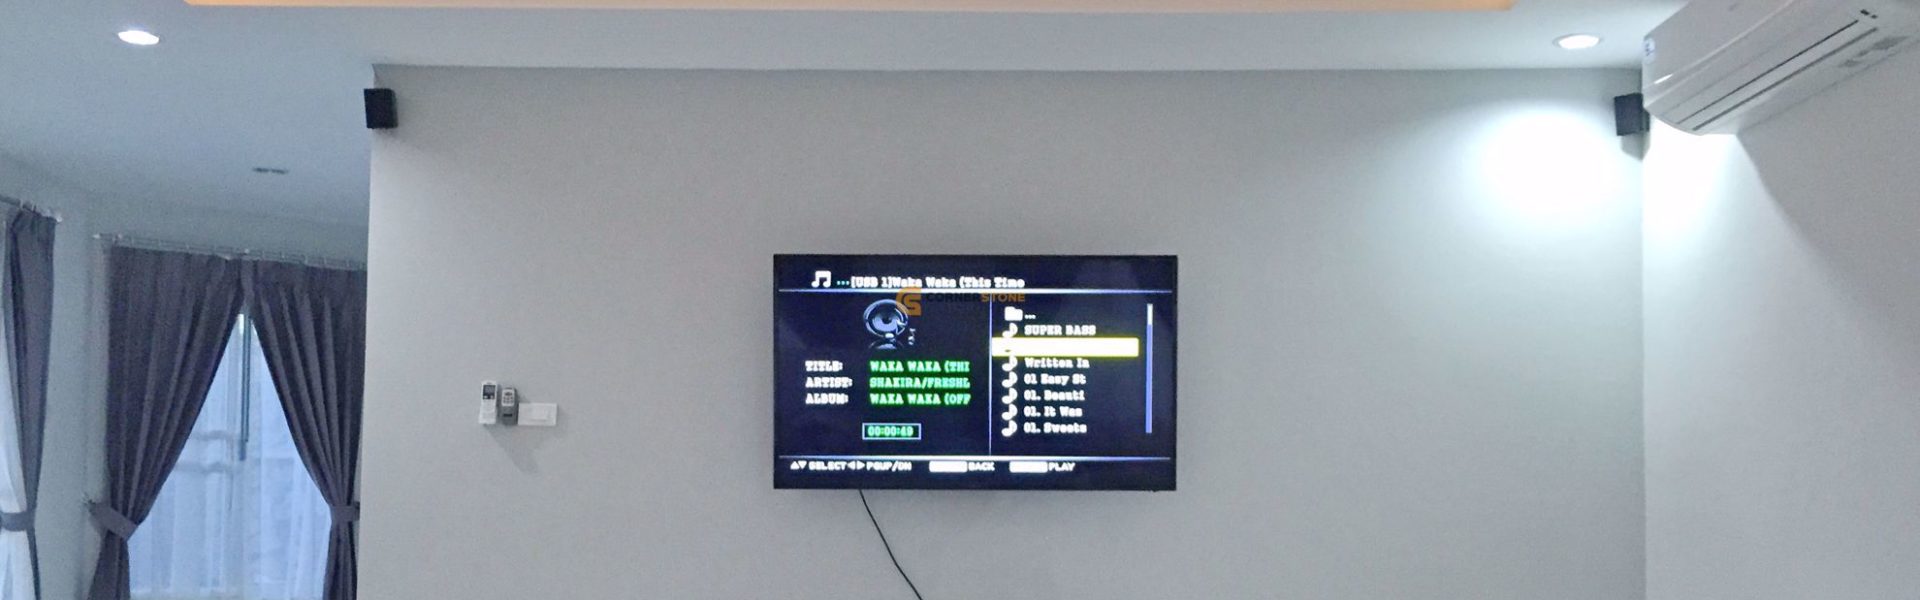 ...[USB 1]Waka Waka (This Time
CORNERSTONE
...
SUPER BASS
TITLE: WAKA WAKA (THI
ARTIST: SHAKIRA/FRESHL
ALBUM: WAKA WAKA (OFF
00:00:49
Written In
01 Easy St
01. Beauti
01. It Was
01. Sweets
SELECT PGUP/DN BACK PLAY